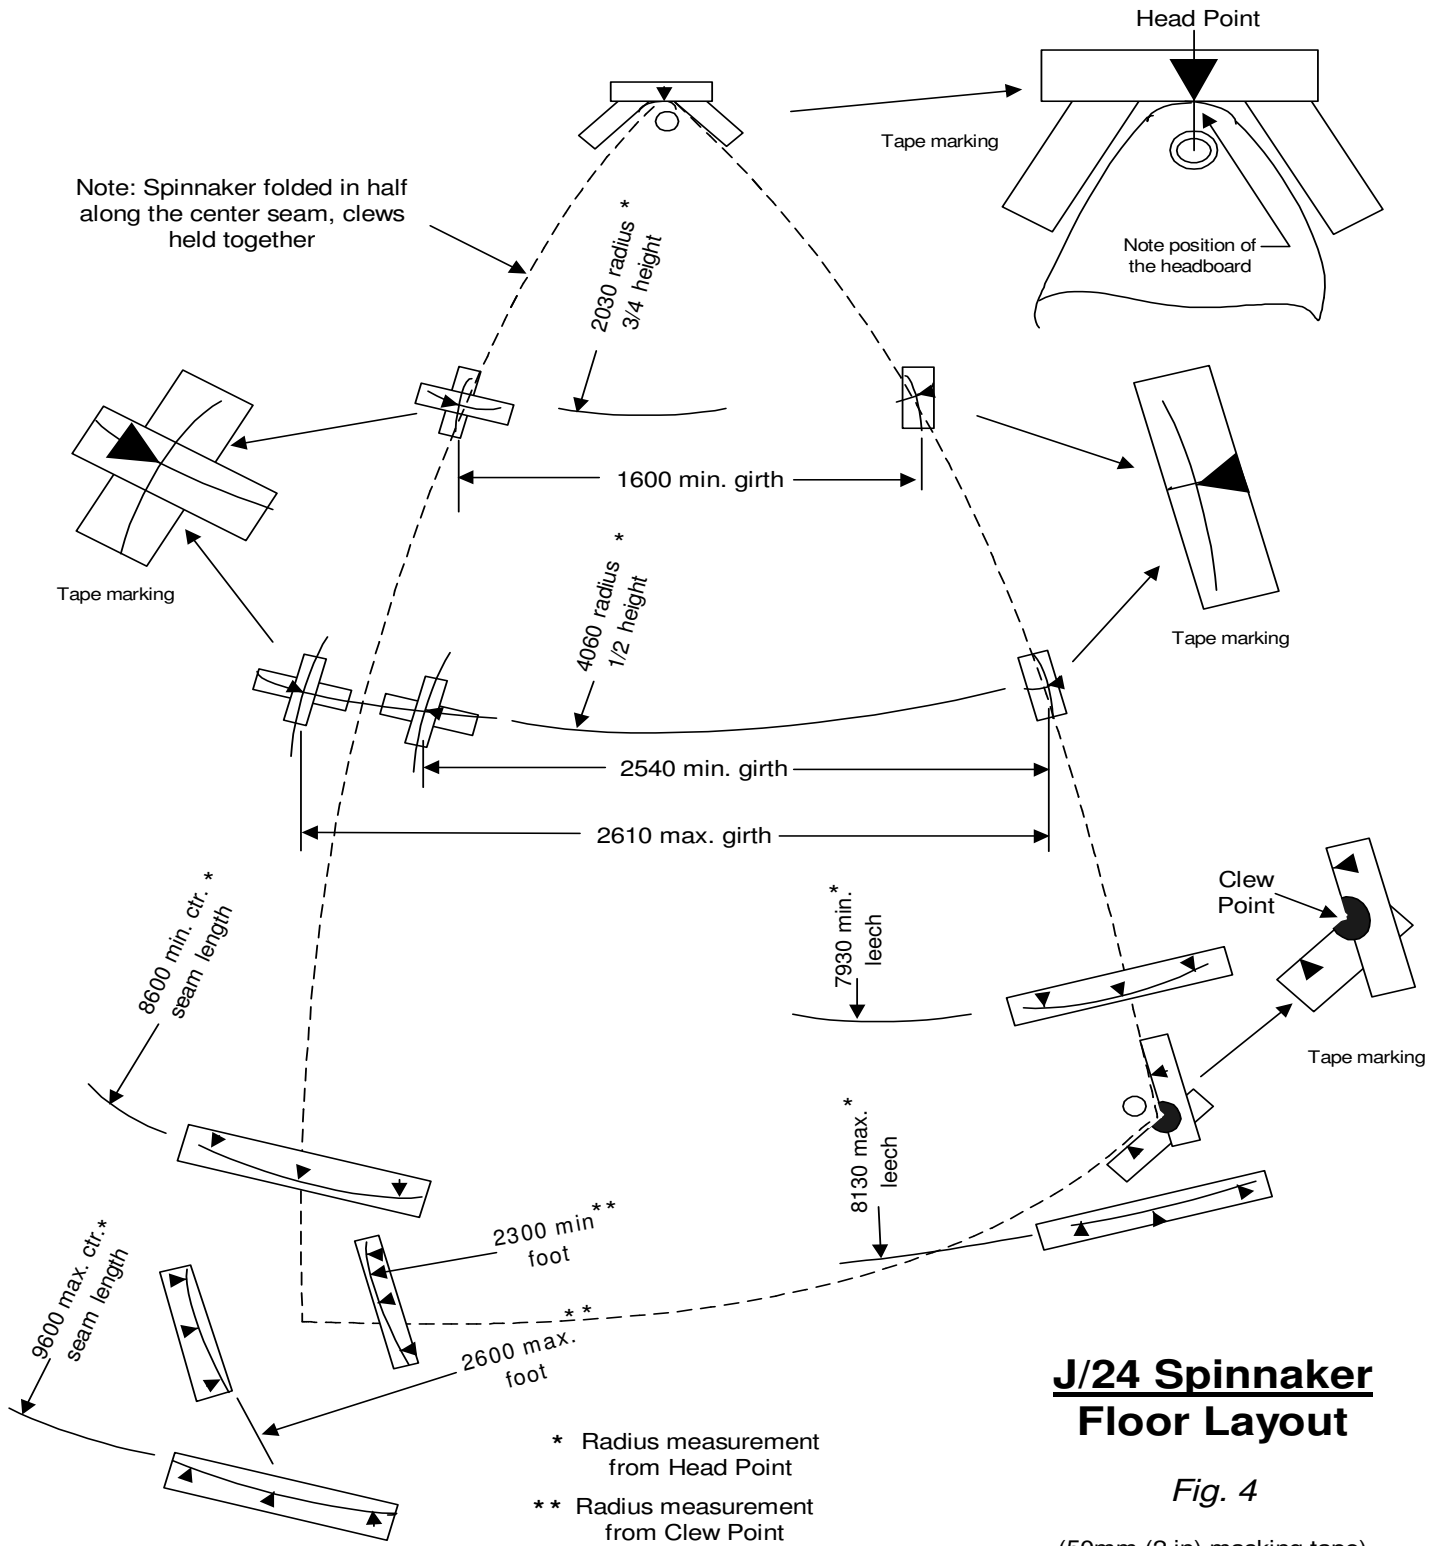 Head Point
Tape marking
Note: Spinnaker folded in half
along the center seam, clews
held together
Note position of
the headboard
2030 radius *
3/4 height
1600 min. girth
Tape marking
4060 radius *
1/2 height
Tape marking
2540 min. girth
2610 max. girth
8600 min. ctr. *
seam length
7930 min. *
leech
Clew
Point
Tape marking
8130 max. *
leech
2300 min **
foot
9600 max. ctr. *
seam length
**
2600 max.
foot
J/24 Spinnaker
Floor Layout
* Radius measurement
from Head Point
Fig. 4
** Radius measurement
from Clew Point
(50mm (2 in) masking tape)